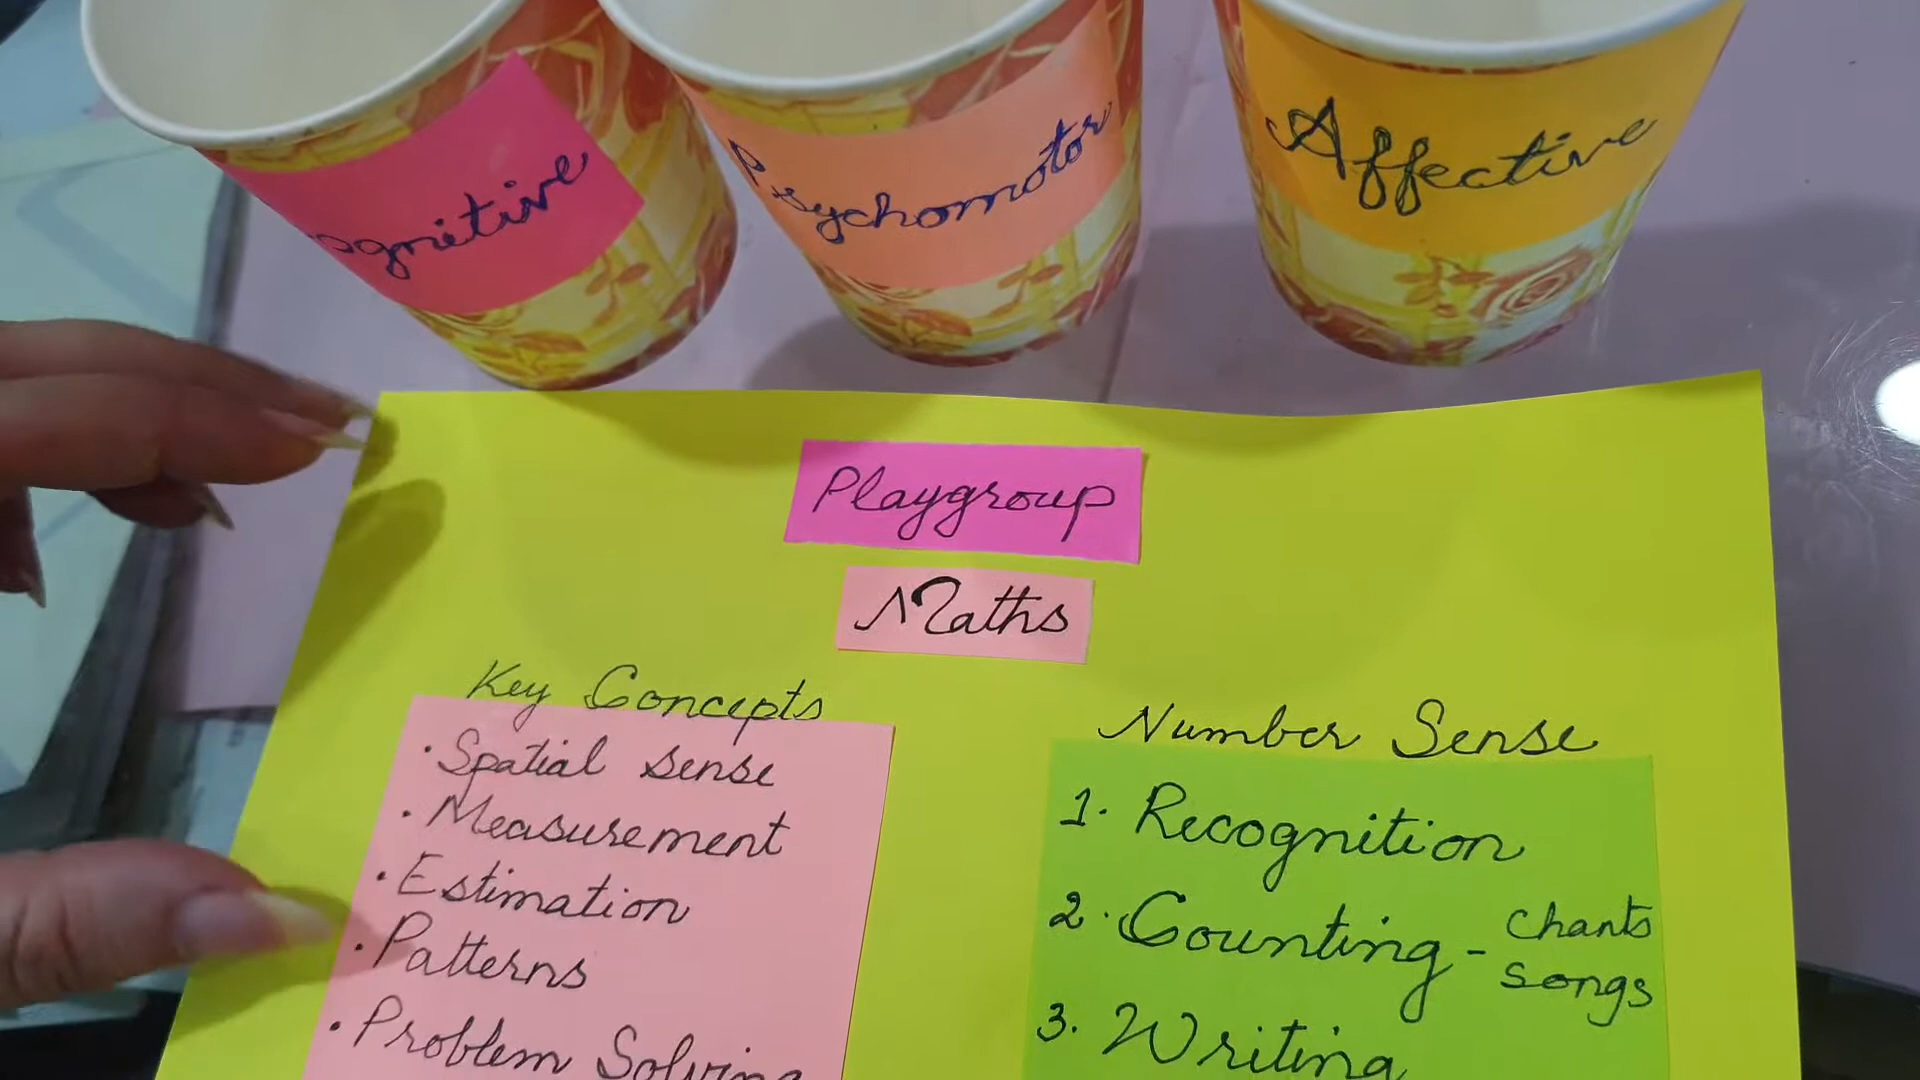 ognitive
Psychomotor
Affective
Playgroup
Maths
Key Concepts
• Spatial sense
• Measurement
• Estimation
• Patterns
• Problem Solving
Number Sense
1. Recognition
2. Counting - Chants
songs
3. Writing